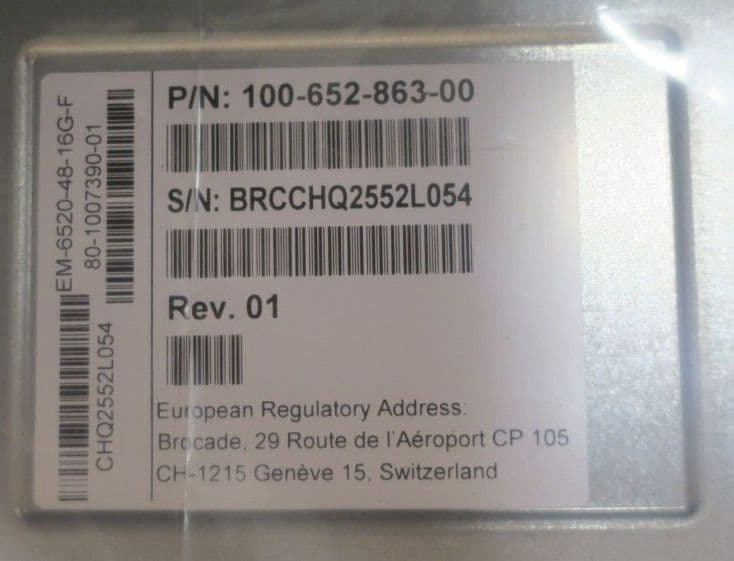 EM-6520-48-16G-F
80-1007390-01
CHQ2552L054
P/N: 100-652-863-00
S/N: BRCCHQ2552L054
Rev. 01
European Regulatory Address:
Brocade, 29 Route de l'Aéroport CP 105
CH-1215 Genève 15, Switzerland